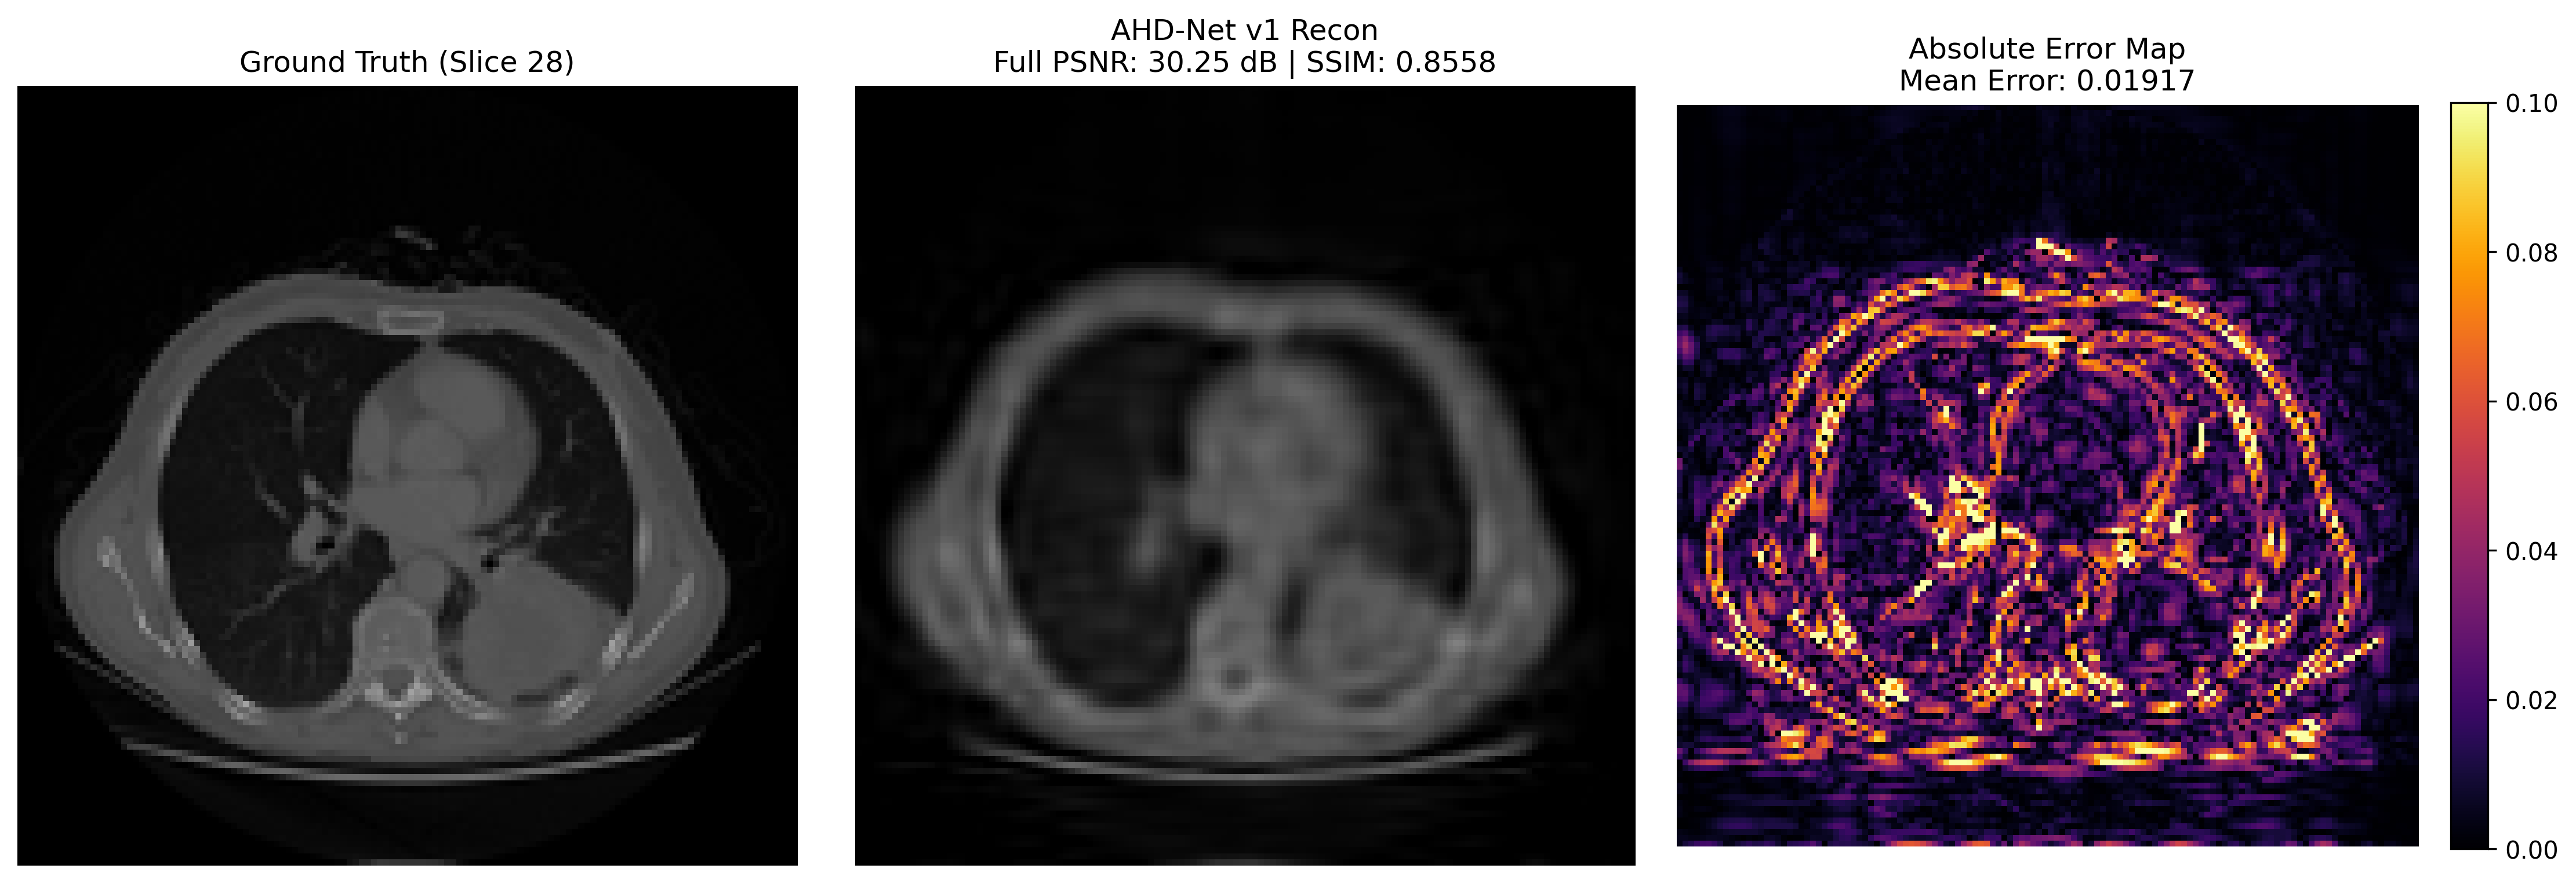 Ground Truth (Slice 28)
AHD-Net v1 Recon
Full PSNR: 30.25 dB | SSIM: 0.8558
Absolute Error Map
Mean Error: 0.01917
0.10
0.08
0.06
0.04
0.02
0.00